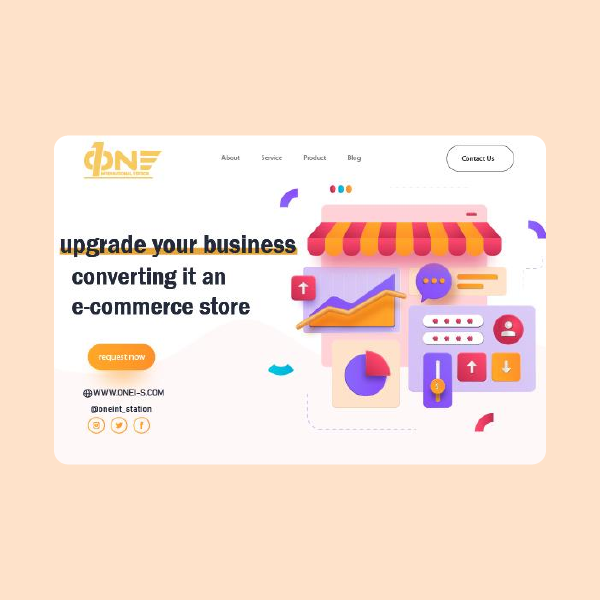 ONE
INTERNATIONAL STATION
About Service Product Blog
Contact Us
upgrade your business
converting it an
e-commerce store
request now
WWW.ONEI-S.COM
@oneint_station